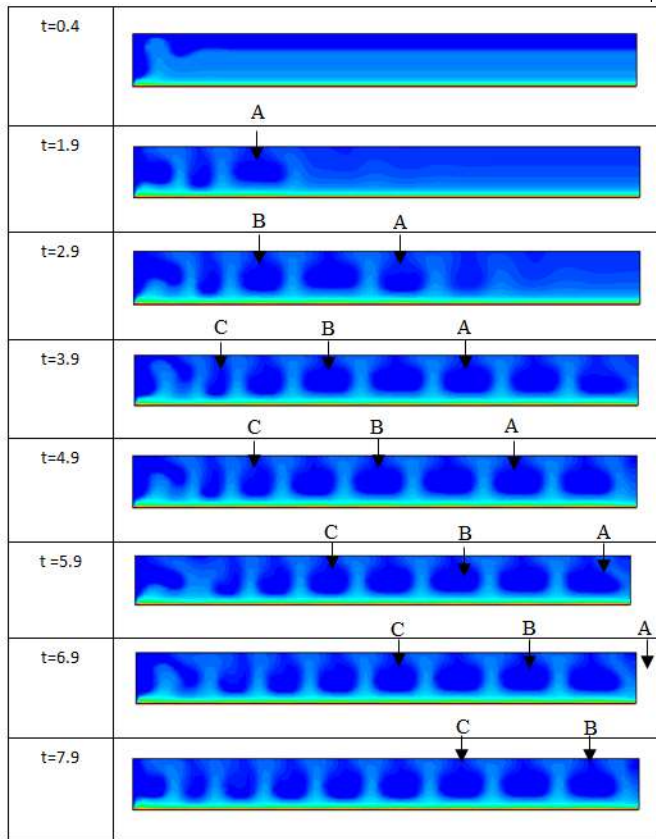 t=0.4
A
t=1.9
B A
t=2.9
C B A
t=3.9
C B A
t=4.9
C B A
t =5.9
C B A
t=6.9
C B
t=7.9